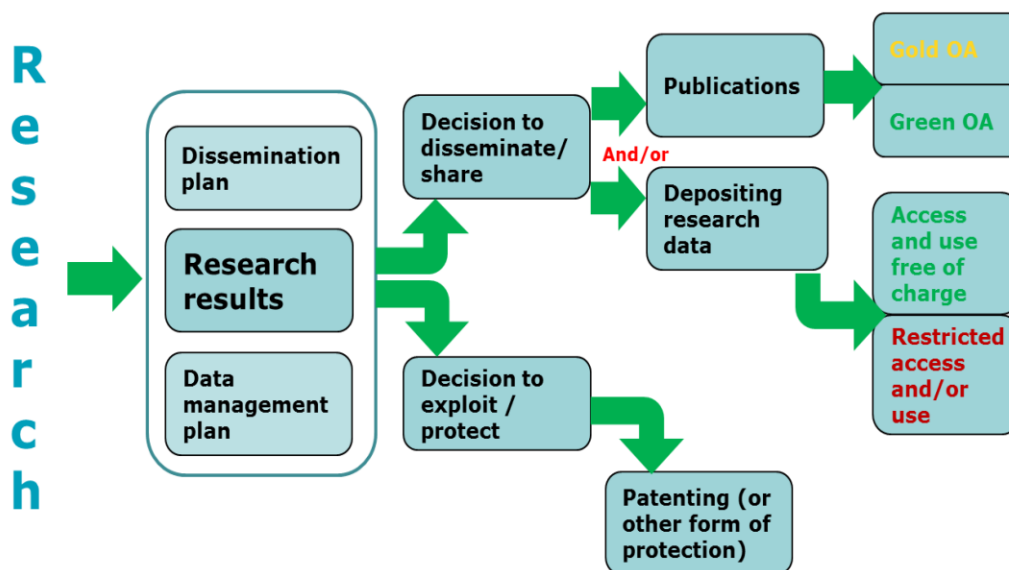 Research
Dissemination
plan
Research
results
Data
management
plan
Decision to
disseminate/
share
Decision to
exploit /
protect
And/or
Publications
Depositing
research
data
Patenting (or
other form of
protection)
Gold OA
Green OA
Access
and use
free of
charge
Restricted
access
and/or
use